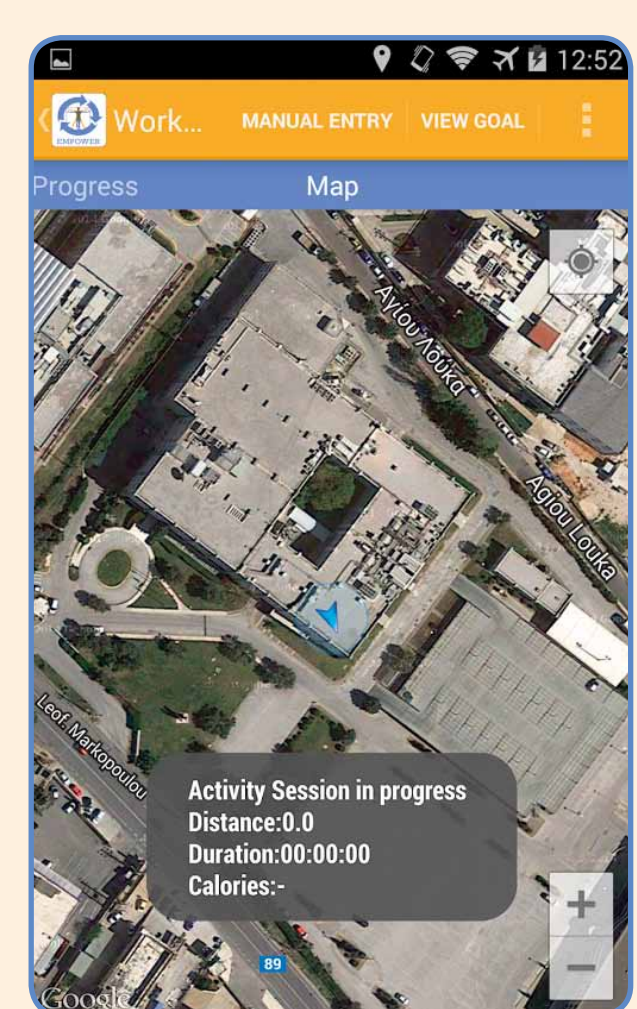 12:52
EMPOWER
Work...
MANUAL ENTRY
VIEW GOAL
Progress
Map
Αγίου Λουκά
Agiou Louka
Leof. Markopoulou
Activity Session in progress
Distance:0.0
Duration:00:00:00
Calories:-
+
−
89
Google